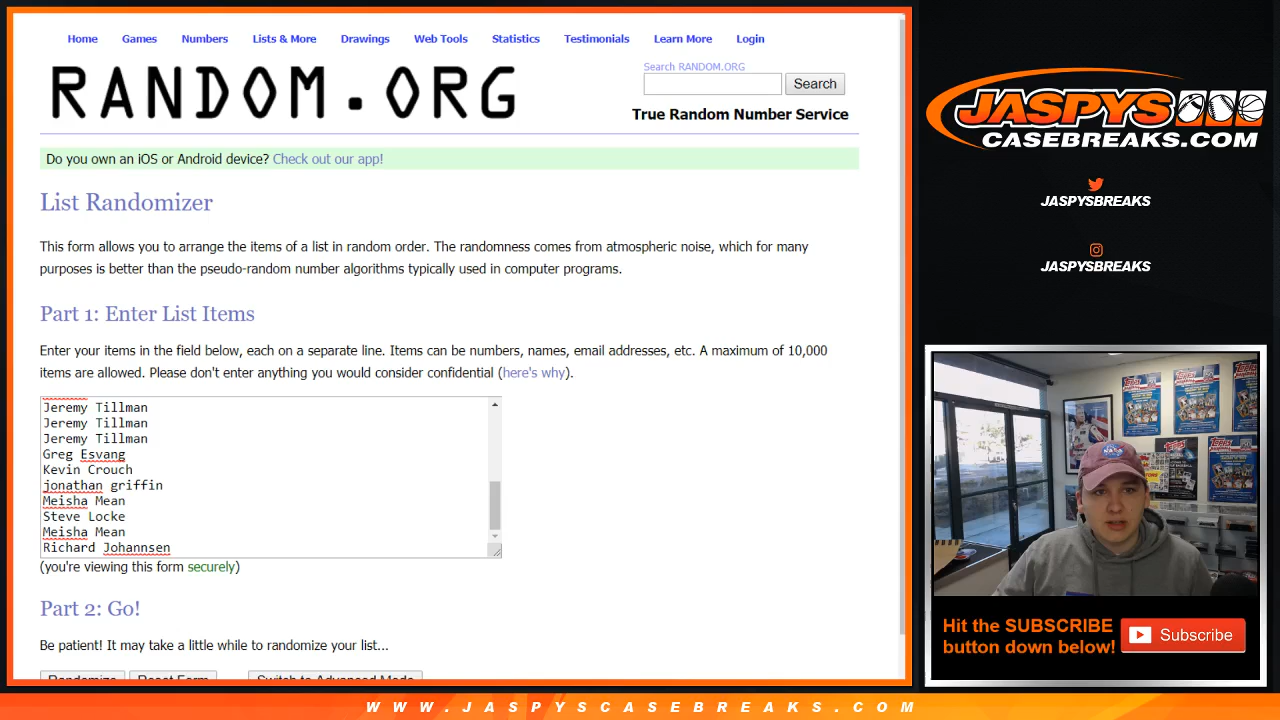 Home Games Numbers Lists & More Drawings Web Tools Statistics Testimonials Learn More Login
RANDOM.ORG
Search RANDOM.ORG
Search
True Random Number Service
Do you own an iOS or Android device? Check out our app!
List Randomizer
This form allows you to arrange the items of a list in random order. The randomness comes from atmospheric noise, which for many
purposes is better than the pseudo-random number algorithms typically used in computer programs.
Part 1: Enter List Items
Enter your items in the field below, each on a separate line. Items can be numbers, names, email addresses, etc. A maximum of 10,000
items are allowed. Please don't enter anything you would consider confidential (here's why).
Jeremy Tillman
Jeremy Tillman
Jeremy Tillman
Greg Esvang
Kevin Crouch
jonathan griffin
Meisha Mean
Steve Locke
Meisha Mean
Richard Johannsen
(you're viewing this form securely)
Part 2: Go!
Be patient! It may take a little while to randomize your list...
Randomize Reset Form Switch to Advanced Mode
JASPYS
CASEBREAKS.COM
JASPYSBREAKS
JASPYSBREAKS
Hit the SUBSCRIBE
button down below!
Subscribe
WWW.JASPYSCASEBREAKS.COM